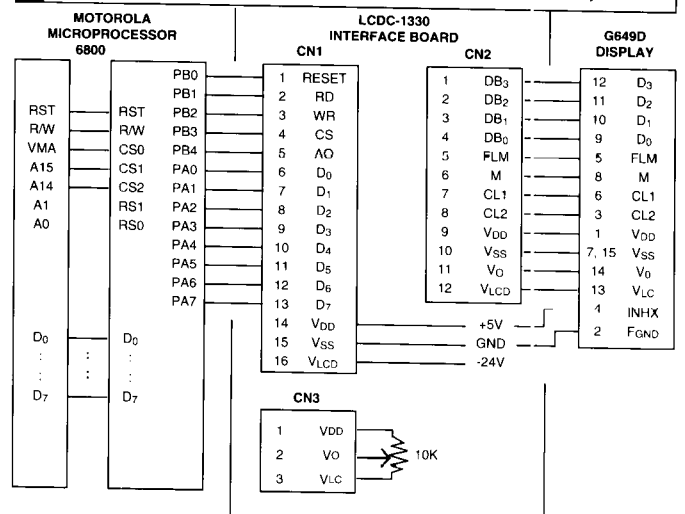 MOTOROLA
MICROPROCESSOR
6800
LCDC-1330
INTERFACE BOARD
CN1
CN2
G649D
DISPLAY
RST
R/W
VMA
A15
A14
A1
A0
D0
D7
RST
R/W
CS0
CS1
CS2
RS1
RS0
D0
D7
PB0
PB1
PB2
PB3
PB4
PA0
PA1
PA2
PA3
PA4
PA5
PA6
PA7
1 RESET
2 RD
3 WR
4 CS
5 AO
6 D0
7 D1
8 D2
9 D3
10 D4
11 D5
12 D6
13 D7
14 VDD
15 VSS
16 VLCD
+5V
GND
-24V
1 DB3
2 DB2
3 DB1
4 DB0
5 FLM
6 M
7 CL1
8 CL2
9 VDD
10 VSS
11 VO
12 VLCD
12 D3
11 D2
10 D1
9 D0
5 FLM
8 M
6 CL1
3 CL2
1 VDD
7, 15 VSS
14 V0
13 VLC
4 INHX
2 FGND
CN3
1 VDD
2 VO
3 VLC
10K